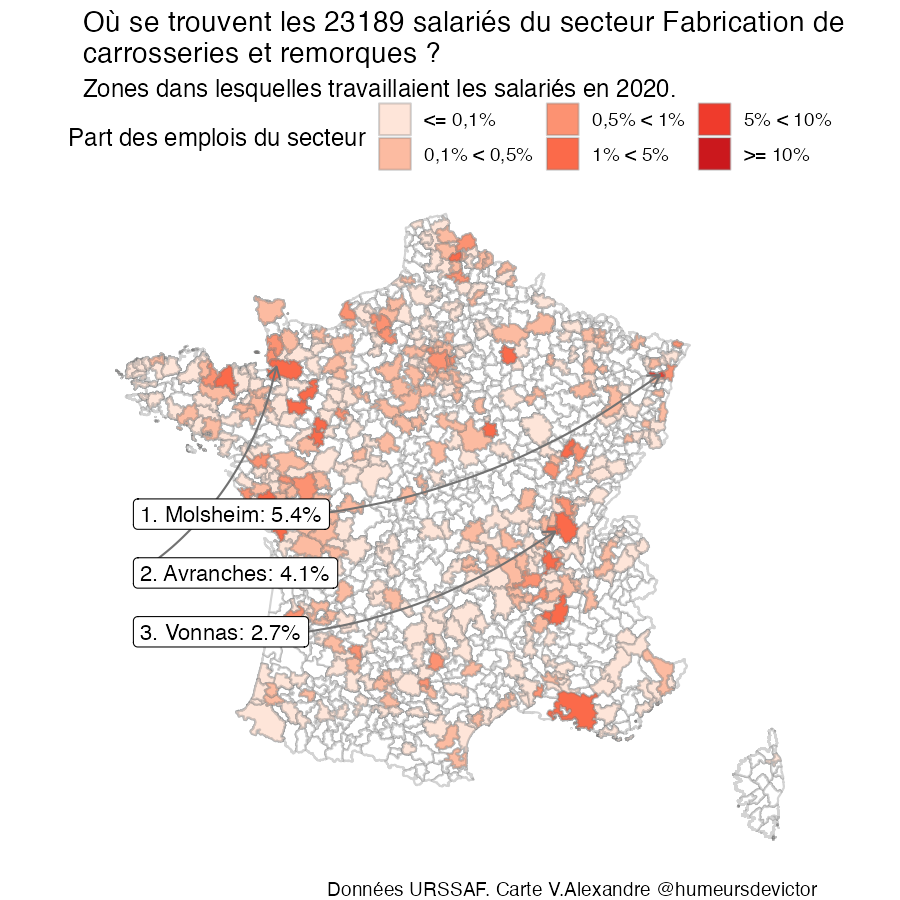 Où se trouvent les 23189 salariés du secteur Fabrication de
carrosseries et remorques ?
Zones dans lesquelles travaillaient les salariés en 2020.
Part des emplois du secteur
<= 0,1%
0,1% < 0,5%
0,5% < 1%
1% < 5%
5% < 10%
>= 10%
1. Molsheim: 5.4%
2. Avranches: 4.1%
3. Vonnas: 2.7%
Données URSSAF. Carte V.Alexandre @humeursdevictor